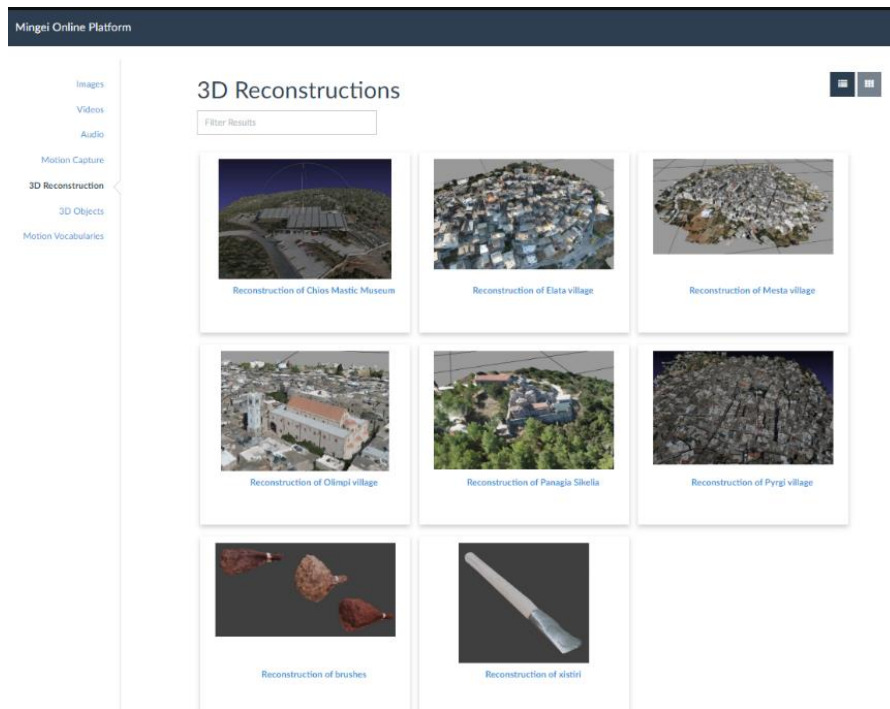 Mingei Online Platform
Images
Videos
Audio
Motion Capture
3D Reconstruction
3D Objects
Motion Vocabularies
3D Reconstructions
Filter Results
Reconstruction of Chios Mastic Museum
Reconstruction of Elata village
Reconstruction of Mesta village
Reconstruction of Olimpi village
Reconstruction of Panagia Sikelia
Reconstruction of Pyrgi village
Reconstruction of brushes
Reconstruction of xistiri